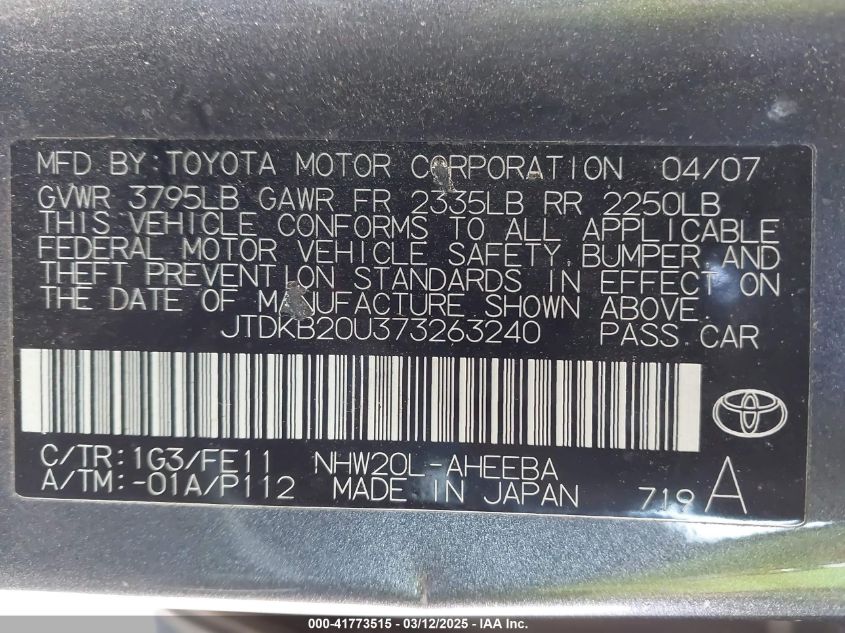 MFD BY: TOYOTA MOTOR CORPORATION 04/07
GVWR 3795LB GAWR FR 2335LB RR 2250LB
THIS VEHICLE CONFORMS TO ALL APPLICABLE
FEDERAL MOTOR VEHICLE SAFETY, BUMPER, AND
THEFT PREVENTION STANDARDS IN EFFECT ON
THE DATE OF MANUFACTURE SHOWN ABOVE.
JTDKB20U373263240 PASS. CAR
C/TR: 1G3/FE11 NHW20L-AHEEBA
A/TM: -01A/P112 MADE IN JAPAN 719 A
000-41773515 - 03/12/2025 - IAA Inc.